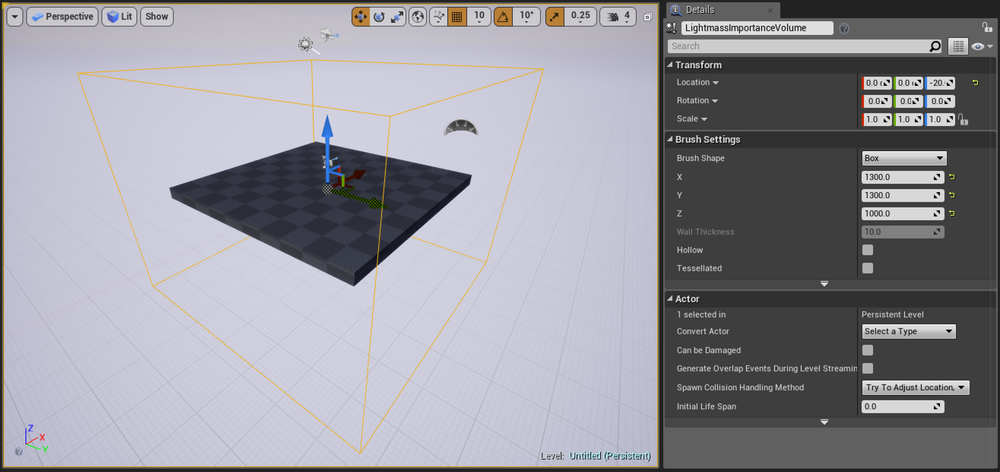 Perspective
Lit
Show
10
10°
0.25
4
Z
X
Y
Level: Untitled (Persistent)
Details
LightmassImportanceVolume
Search
Transform
Location 0.0 -20.
Rotation 0.0 0.0 0.0
Scale 1.0 1.0 1.0
Brush Settings
Brush Shape Box
X 1300.0
Y 1300.0
Z 1000.0
Wall Thickness 10.0
Hollow
Tessellated
Actor
1 selected in Persistent Level
Convert Actor Select a Type
Can be Damaged
Generate Overlap Events During Level Streamin
Spawn Collision Handling Method Try To Adjust Location,
Initial Life Span 0.0